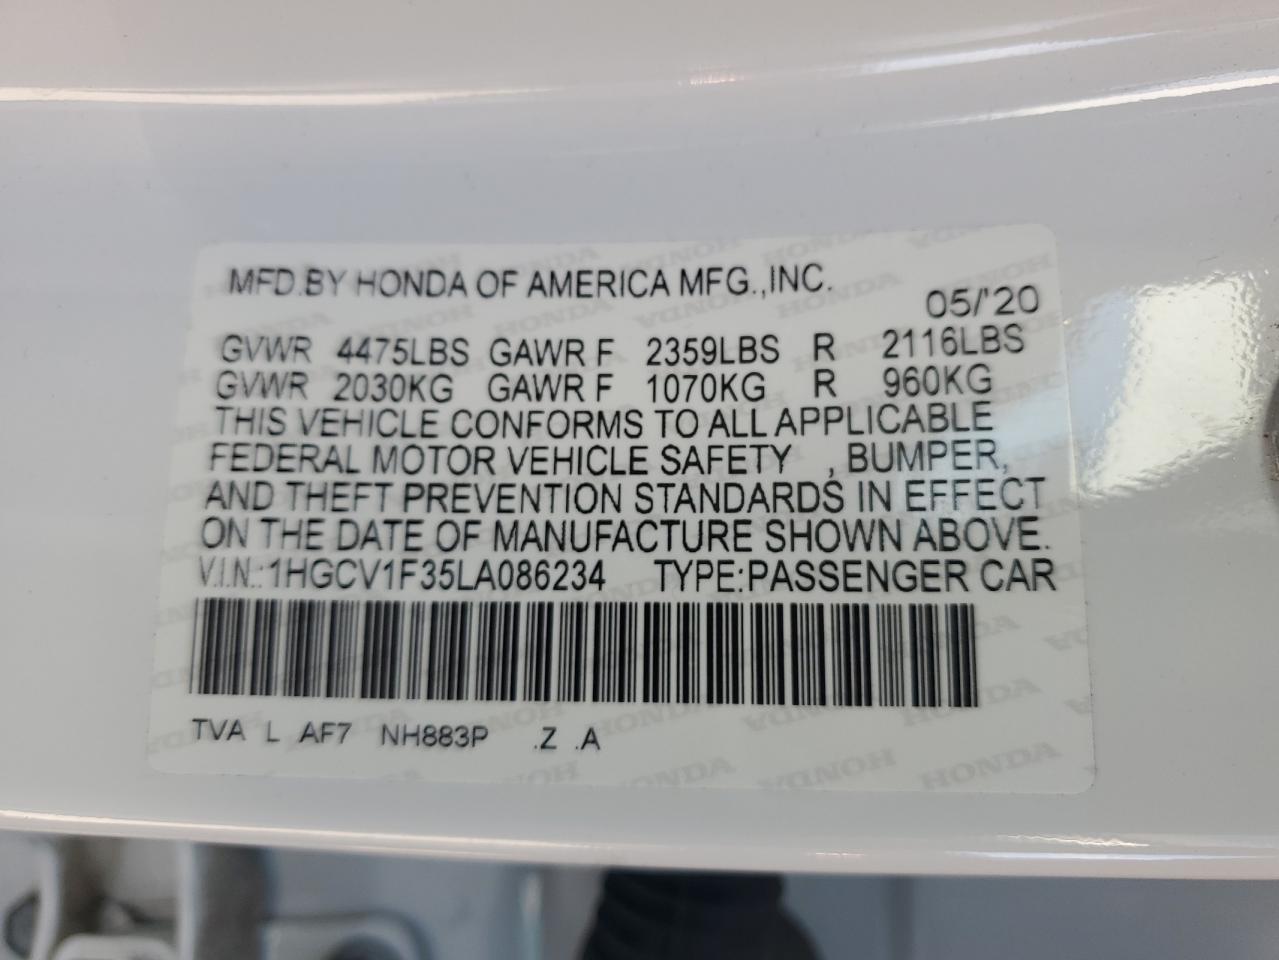 MFD.BY HONDA OF AMERICA MFG.,INC.
05/'20
GVWR 4475LBS GAWR F 2359LBS R 2116LBS
GVWR 2030KG GAWR F 1070KG R 960KG
THIS VEHICLE CONFORMS TO ALL APPLICABLE
FEDERAL MOTOR VEHICLE SAFETY , BUMPER,
AND THEFT PREVENTION STANDARDS IN EFFECT
ON THE DATE OF MANUFACTURE SHOWN ABOVE.
V.I.N.:1HGCV1F35LA086234 TYPE:PASSENGER CAR
TVA L AF7 NH883P .Z .A